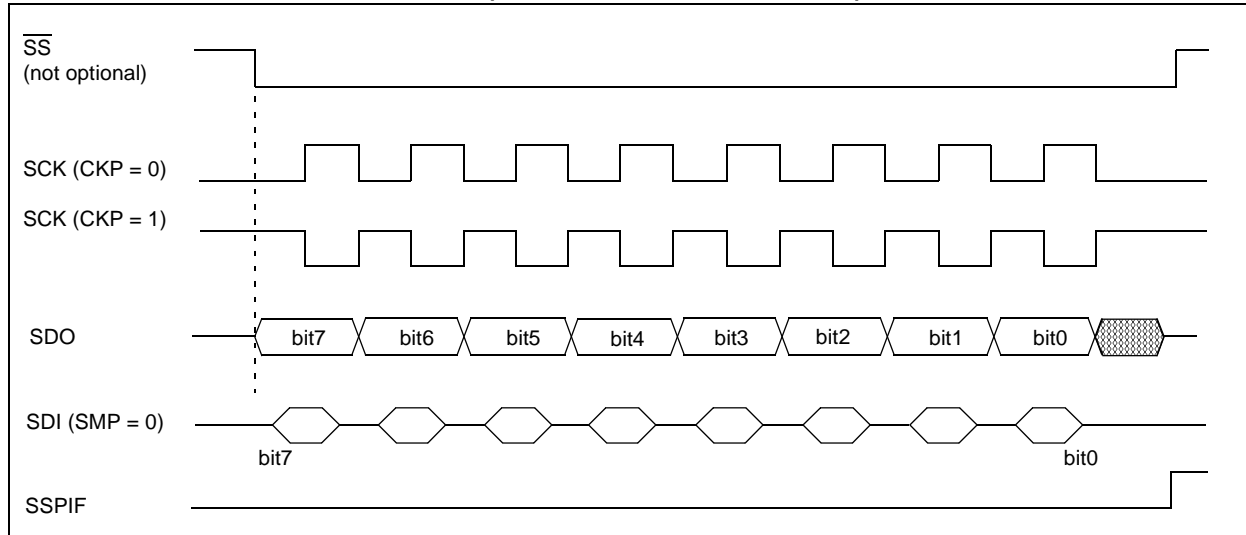 SS
(not optional)
SCK (CKP = 0)
SCK (CKP = 1)
SDO
bit7 bit6 bit5 bit4 bit3 bit2 bit1 bit0
SDI (SMP = 0)
bit7 bit0
SSPIF